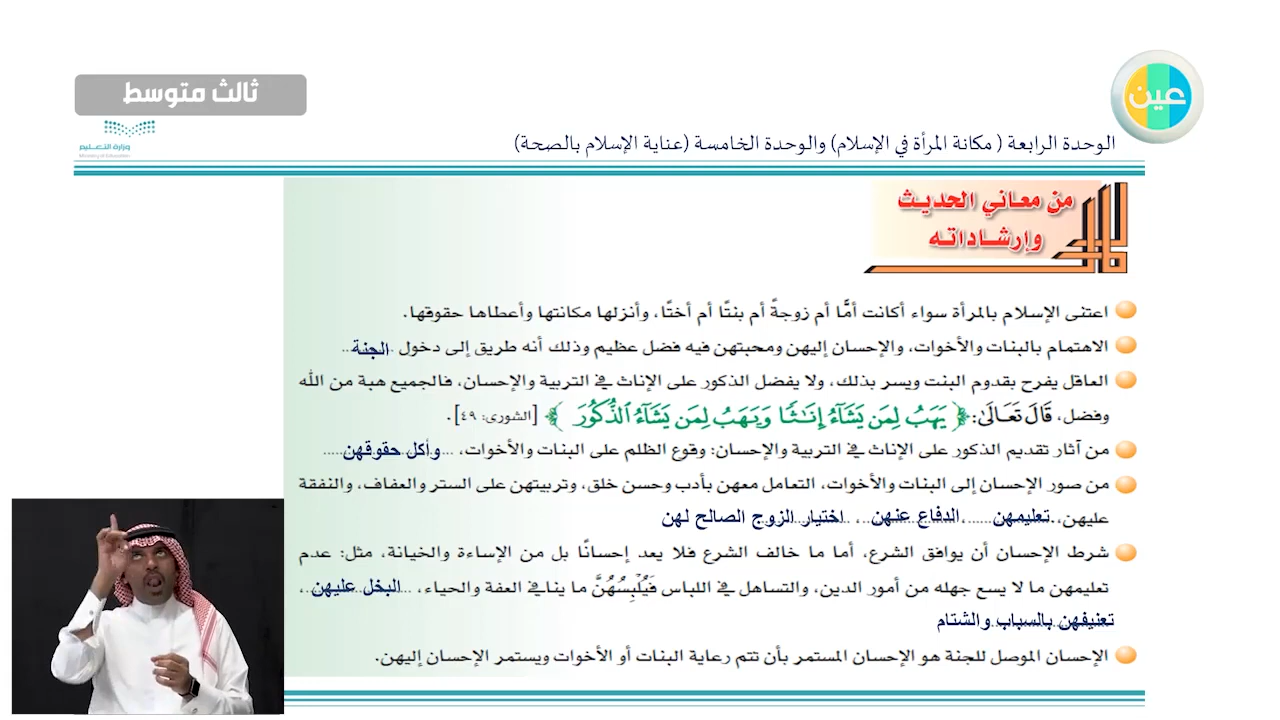 عين
ثالث متوسط
وزارة التعليم
Ministry of Education
الوحدة الرابعة ( مكانة المرأة في الإسلام) والوحدة الخامسة (عناية الإسلام بالصحة)
من معاني الحديث
وإرشاداته
اعتنى الإسلام بالمرأة سواء أكانت أمًّا أم زوجةً أم بنتًا أم أختًا، وأنزلها مكانتها وأعطاها حقوقها.
الاهتمام بالبنات والأخوات، والإحسان إليهن ومحبتهن فيه فضل عظيم وذلك أنه طريق إلى دخول الجنة
العاقل يفرح بقدوم البنت ويسر بذلك، ولا يفضل الذكور على الإناث في التربية والإحسان، فالجميع هبة من الله
وفضل، قَالَ تَعَالَىٰ: ﴿ يَهَبُ لِمَن يَشَآءُ إِنَٰثًا وَيَهَبُ لِمَن يَشَآءُ ٱلذُّكُورَ ﴾ [الشورى: ٤٩].
من آثار تقديم الذكور على الإناث في التربية والإحسان: وقوع الظلم على البنات والأخوات، وأكل حقوقهن
من صور الإحسان إلى البنات والأخوات، التعامل معهن بأدب وحسن خلق، وتربيتهن على الستر والعفاف، والنفقة
عليهن، تعليمهن، الدفاع عنهن، اختيار الزوج الصالح لهن
شرط الإحسان أن يوافق الشرع، أما ما خالف الشرع فلا يعد إحسانًا بل من الإساءة والخيانة، مثل: عدم
تعليمهن ما لا يسع جهله من أمور الدين، والتساهل في اللباس فَيُلْبِسُهُنَّ ما ينافي العفة والحياء، البخل عليهن،
تعنيفهن بالسباب والشتام
الإحسان الموصل للجنة هو الإحسان المستمر بأن تتم رعاية البنات أو الأخوات ويستمر الإحسان إليهن.